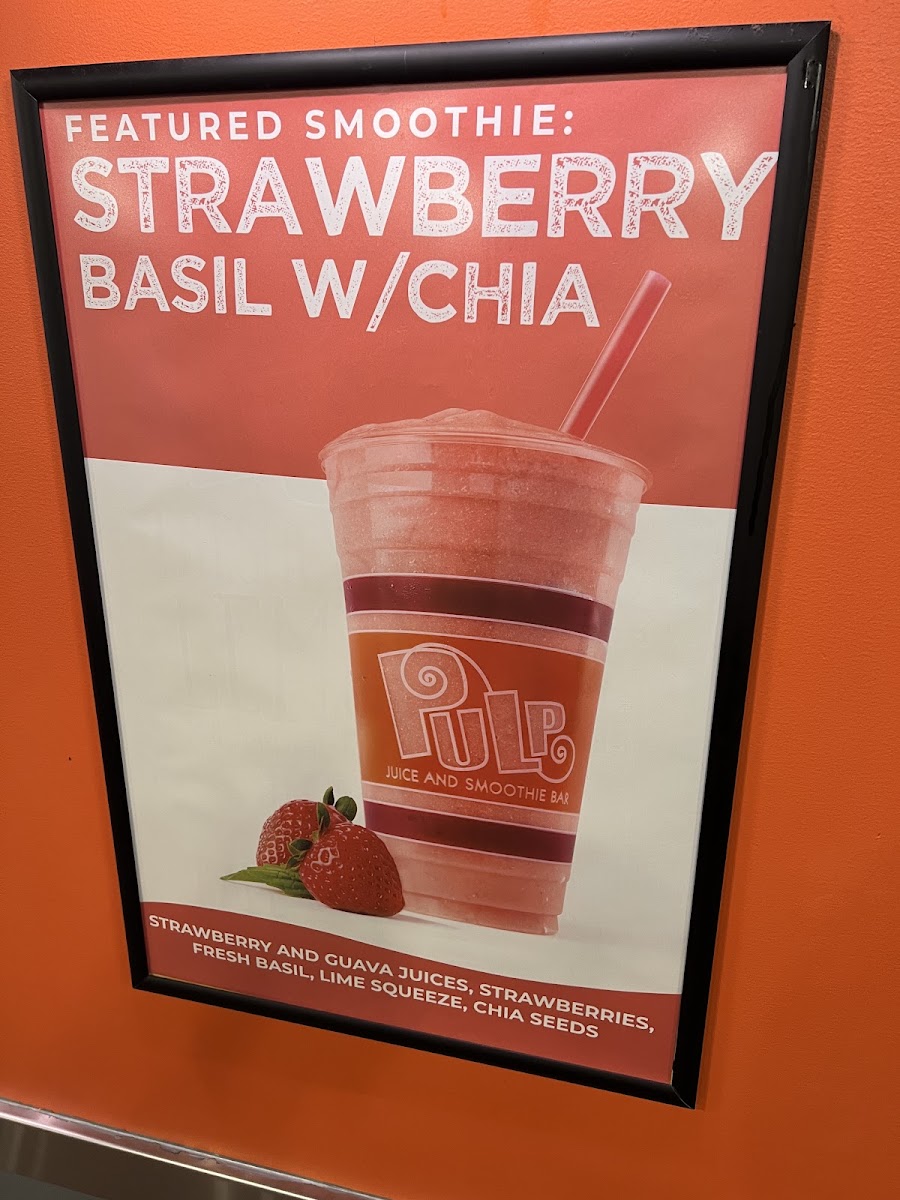 FEATURED SMOOTHIE:
STRAWBERRY
BASIL W/CHIA
PULP
JUICE AND SMOOTHIE BAR
STRAWBERRY AND GUAVA JUICES, STRAWBERRIES,
FRESH BASIL, LIME SQUEEZE, CHIA SEEDS